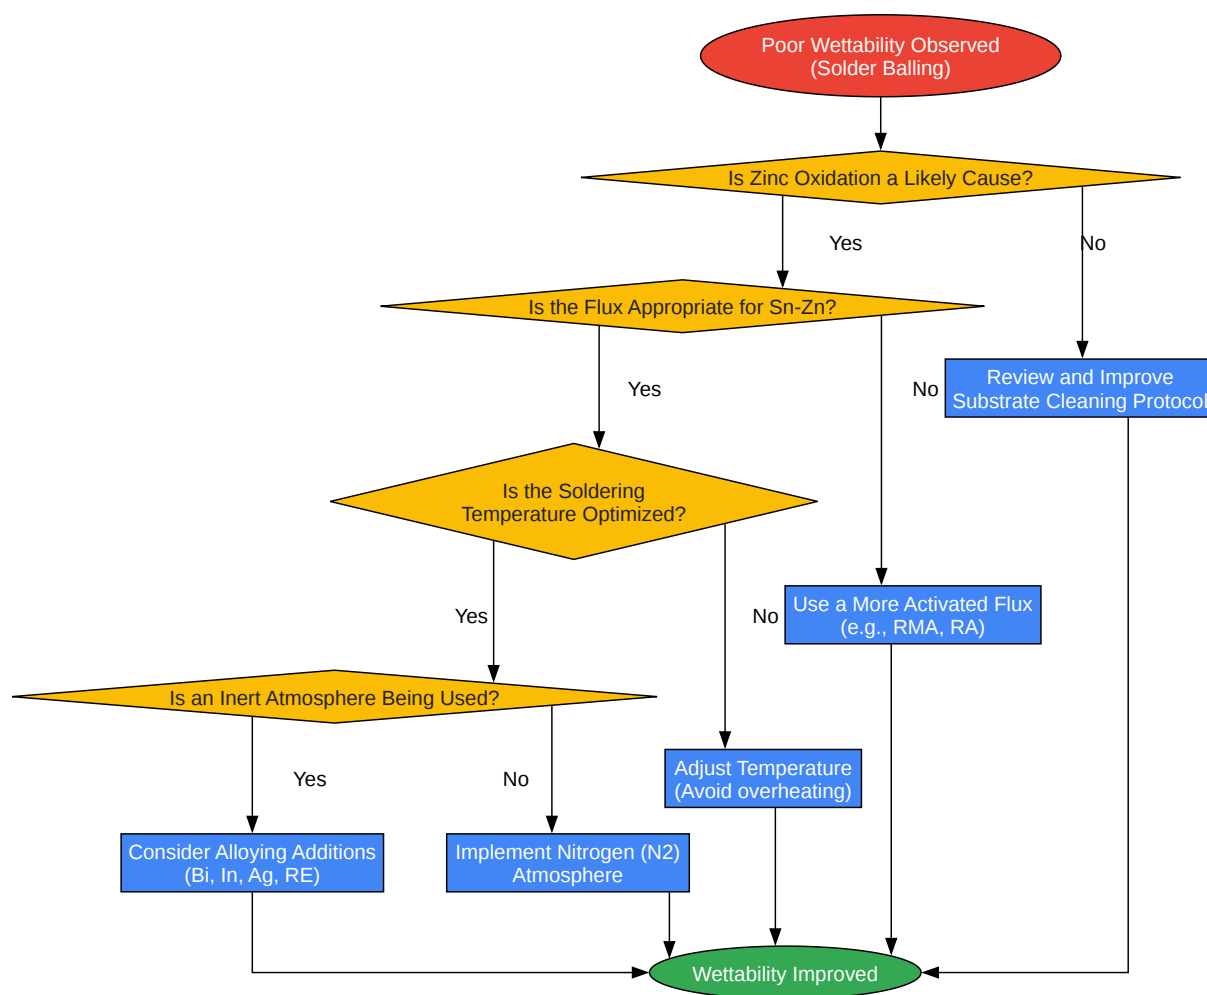 Poor Wettability Observed
(Solder Balling)
Is Zinc Oxidation a Likely Cause?
Yes
No
Is the Flux Appropriate for Sn-Zn?
Yes
No
Review and Improve
Substrate Cleaning Protocol
Is the Soldering
Temperature Optimized?
Yes
No
Use a More Activated Flux
(e.g., RMA, RA)
Is an Inert Atmosphere Being Used?
Yes
No
Adjust Temperature
(Avoid overheating)
Consider Alloying Additions
(Bi, In, Ag, RE)
Implement Nitrogen (N2)
Atmosphere
Wettability Improved